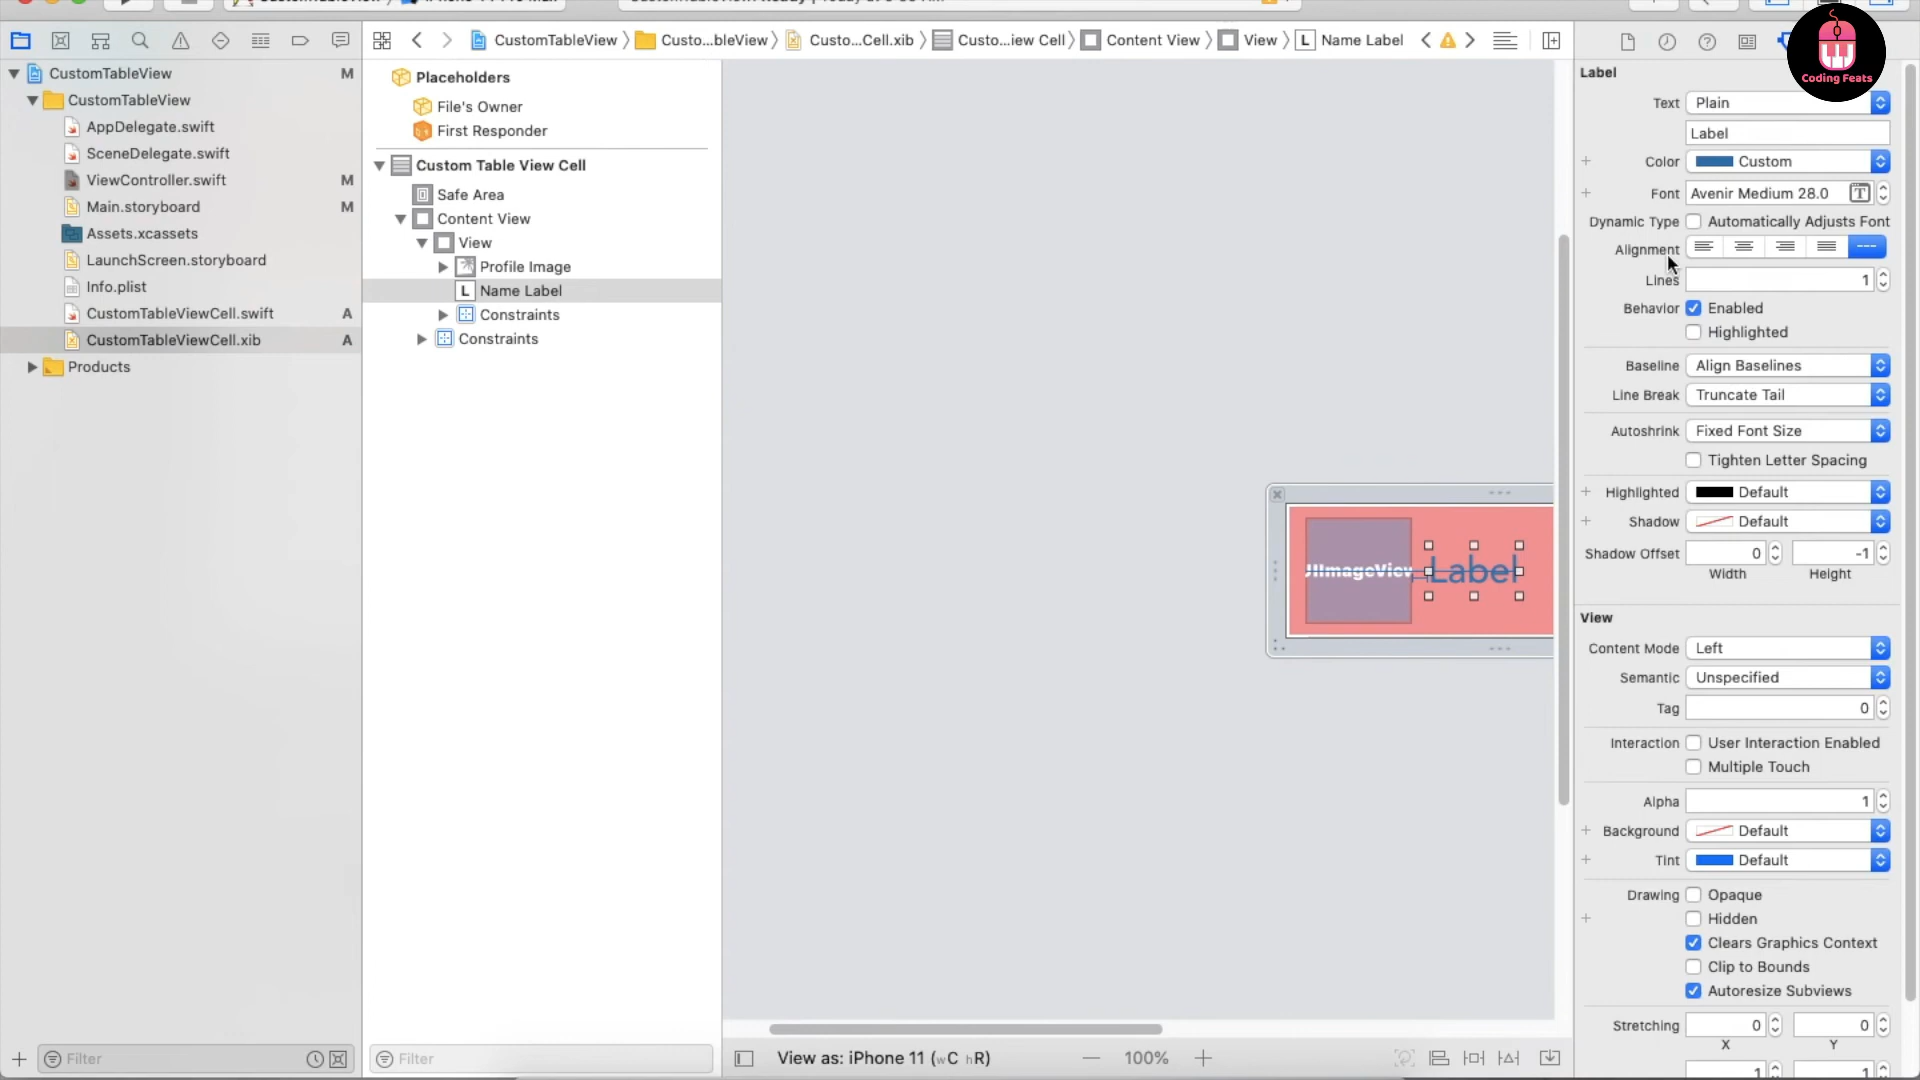 CustomTableView
Custo...bleView
Custo...Cell.xib
Custo...iew Cell
Content View
View
L
Name Label
Coding Feats
CustomTableView M
CustomTableView
AppDelegate.swift
SceneDelegate.swift
ViewController.swift M
Main.storyboard M
Assets.xcassets
LaunchScreen.storyboard
Info.plist
CustomTableViewCell.swift A
CustomTableViewCell.xib A
Products
Filter
Placeholders
File's Owner
First Responder
Custom Table View Cell
Safe Area
Content View
View
Profile Image
L Name Label
Constraints
Constraints
Filter
UIImageView
Label
View as: iPhone 11 (wC hR)
100%
Label
Text Plain
Label
Color Custom
Font Avenir Medium 28.0 T
Dynamic Type Automatically Adjusts Font
Alignment
Lines 1
Behavior Enabled
Highlighted
Baseline Align Baselines
Line Break Truncate Tail
Autoshrink Fixed Font Size
Tighten Letter Spacing
Highlighted Default
Shadow Default
Shadow Offset 0 -1
Width Height
View
Content Mode Left
Semantic Unspecified
Tag 0
Interaction User Interaction Enabled
Multiple Touch
Alpha 1
Background Default
Tint Default
Drawing Opaque
Hidden
Clears Graphics Context
Clip to Bounds
Autoresize Subviews
Stretching 0 0
X Y
1 1